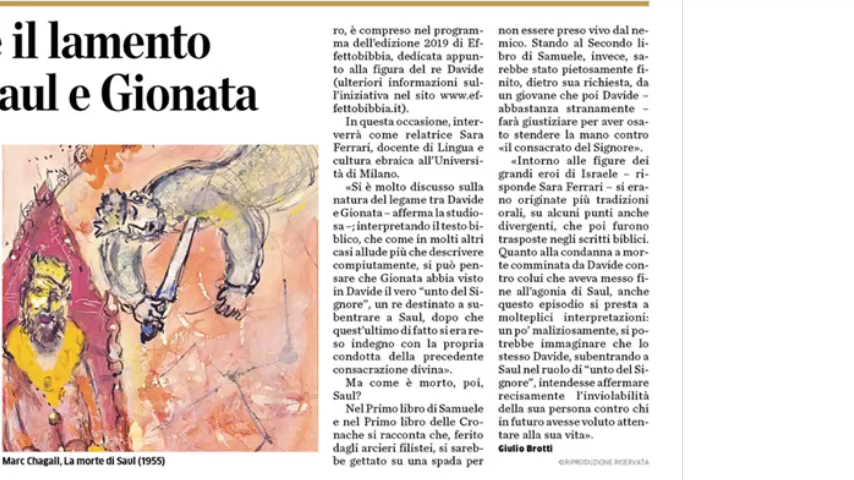 e il lamento
aul e Gionata
Marc Chagall, La morte di Saul (1955)
ro, è compreso nel program-
ma dell'edizione 2019 di Ef-
fettobibbia, dedicata appun-
to alla figura del re Davide
(ulteriori informazioni sul-
l'iniziativa nel sito www.ef-
fettobibbia.it).
In questa occasione, inter-
verrà come relatrice Sara
Ferrari, docente di Lingua e
cultura ebraica all'Universi-
tà di Milano.
«Si è molto discusso sulla
natura del legame tra Davide
e Gionata – afferma la studio-
sa –; interpretando il testo bi-
blico, che come in molti altri
casi allude più che descrivere
compiutamente, si può pen-
sare che Gionata abbia visto
in Davide il vero “unto del Si-
gnore”, un re destinato a su-
bentrare a Saul, dopo che
quest'ultimo di fatto si era re-
so indegno con la propria
condotta della precedente
consacrazione divina».
Ma come è morto, poi,
Saul?
Nel Primo libro di Samuele
e nel Primo libro delle Cro-
nache si racconta che, ferito
dagli arcieri filistei, si sareb-
be gettato su una spada per
non essere preso vivo dal ne-
mico. Stando al Secondo li-
bro di Samuele, invece, sa-
rebbe stato pietosamente fi-
nito, dietro sua richiesta, da
un giovane che poi Davide –
abbastanza stranamente –
farà giustiziare per aver osa-
to stendere la mano contro
«il consacrato del Signore».
«Intorno alle figure dei
grandi eroi di Israele – ri-
sponde Sara Ferrari – si era-
no originate più tradizioni
orali, su alcuni punti anche
divergenti, che poi furono
trasposte negli scritti biblici.
Quanto alla condanna a mor-
te comminata da Davide con-
tro colui che aveva messo fi-
ne all'agonia di Saul, anche
questo episodio si presta a
molteplici interpretazioni:
un po' maliziosamente, si po-
trebbe immaginare che lo
stesso Davide, subentrando a
Saul nel ruolo di “unto del Si-
gnore”, intendesse affermare
recisamente l'inviolabilità
della sua persona contro chi
in futuro avesse voluto atten-
tare alla sua vita».
Giulio Brotti
©RIPRODUZIONE RISERVATA